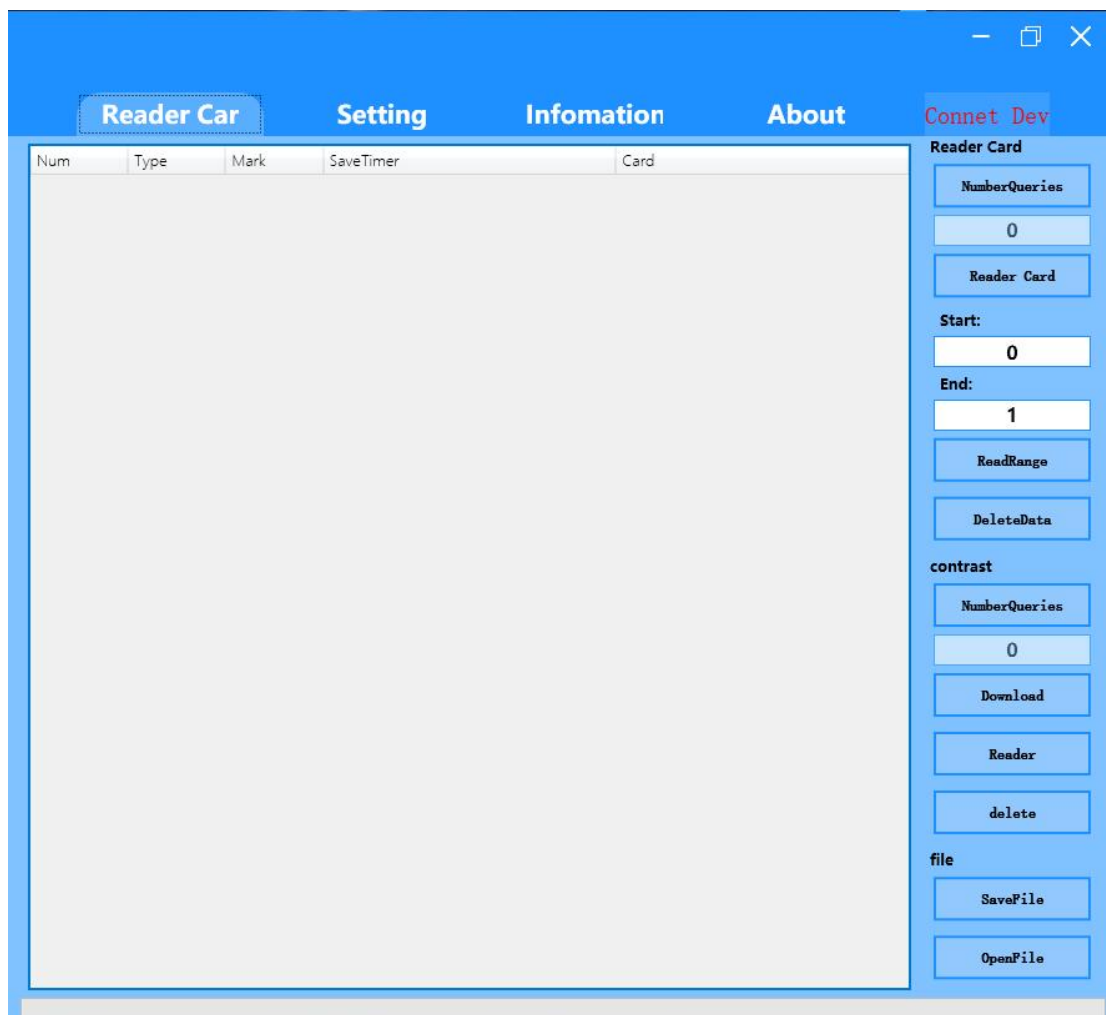 Reader Car Setting Infomation About Connet Dev
Num Type Mark SaveTimer Card
Reader Card
NumberQueries
0
Reader Card
Start:
0
End:
1
ReadRange
DeleteData
contrast
NumberQueries
0
Download
Reader
delete
file
SaveFile
OpenFile